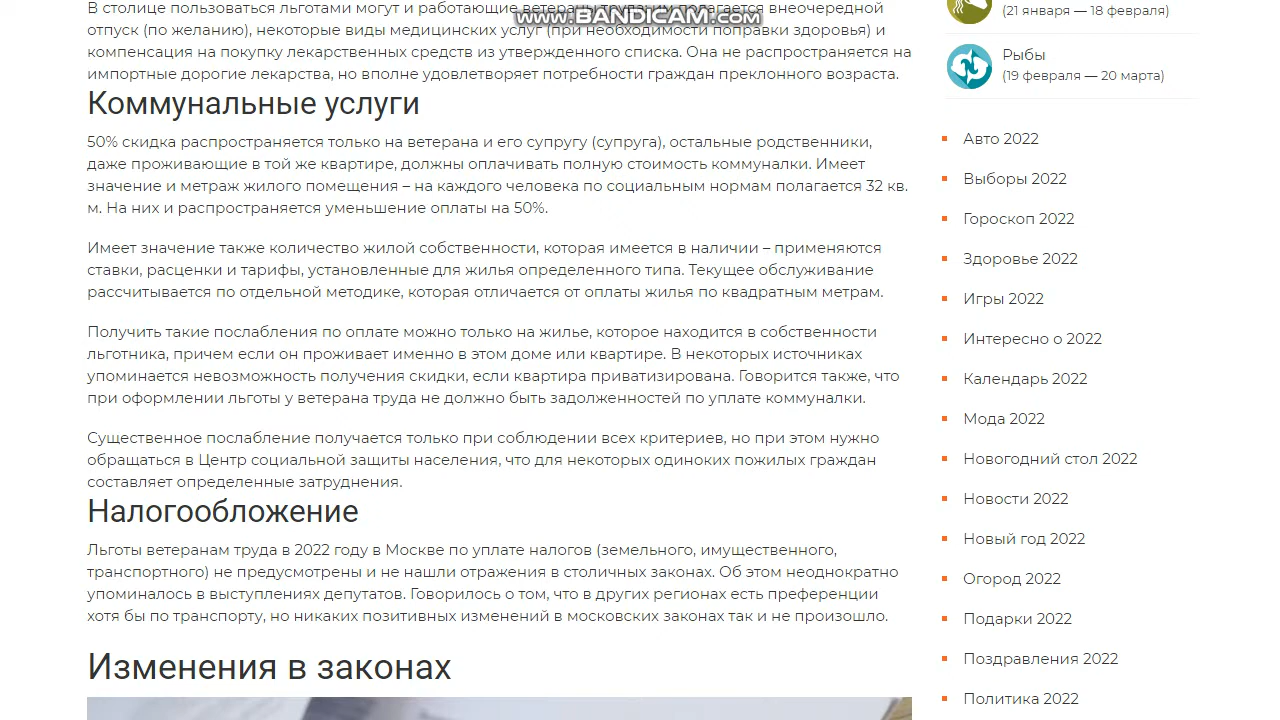 В столице пользоваться льготами могут и работающие ветераны труда: им полагается внеочередной
www.BANDICAM.com
отпуск (по желанию), некоторые виды медицинских услуг (при необходимости поправки здоровья) и
компенсация на покупку лекарственных средств из утвержденного списка. Она не распространяется на
импортные дорогие лекарства, но вполне удовлетворяет потребности граждан преклонного возраста.
Коммунальные услуги
50% скидка распространяется только на ветерана и его супругу (супруга), остальные родственники,
даже проживающие в той же квартире, должны оплачивать полную стоимость коммуналки. Имеет
значение и метраж жилого помещения – на каждого человека по социальным нормам полагается 32 кв.
м. На них и распространяется уменьшение оплаты на 50%.
Имеет значение также количество жилой собственности, которая имеется в наличии – применяются
ставки, расценки и тарифы, установленные для жилья определенного типа. Текущее обслуживание
рассчитывается по отдельной методике, которая отличается от оплаты жилья по квадратным метрам.
Получить такие послабления по оплате можно только на жилье, которое находится в собственности
льготника, причем если он проживает именно в этом доме или квартире. В некоторых источниках
упоминается невозможность получения скидки, если квартира приватизирована. Говорится также, что
при оформлении льготы у ветерана труда не должно быть задолженностей по уплате коммуналки.
Существенное послабление получается только при соблюдении всех критериев, но при этом нужно
обращаться в Центр социальной защиты населения, что для некоторых одиноких пожилых граждан
составляет определенные затруднения.
Налогообложение
Льготы ветеранам труда в 2022 году в Москве по уплате налогов (земельного, имущественного,
транспортного) не предусмотрены и не нашли отражения в столичных законах. Об этом неоднократно
упоминалось в выступлениях депутатов. Говорилось о том, что в других регионах есть преференции
хотя бы по транспорту, но никаких позитивных изменений в московских законах так и не произошло.
Изменения в законах
(21 января — 18 февраля)
Рыбы
(19 февраля — 20 марта)
Авто 2022
Выборы 2022
Гороскоп 2022
Здоровье 2022
Игры 2022
Интересно о 2022
Календарь 2022
Мода 2022
Новогодний стол 2022
Новости 2022
Новый год 2022
Огород 2022
Подарки 2022
Поздравления 2022
Политика 2022